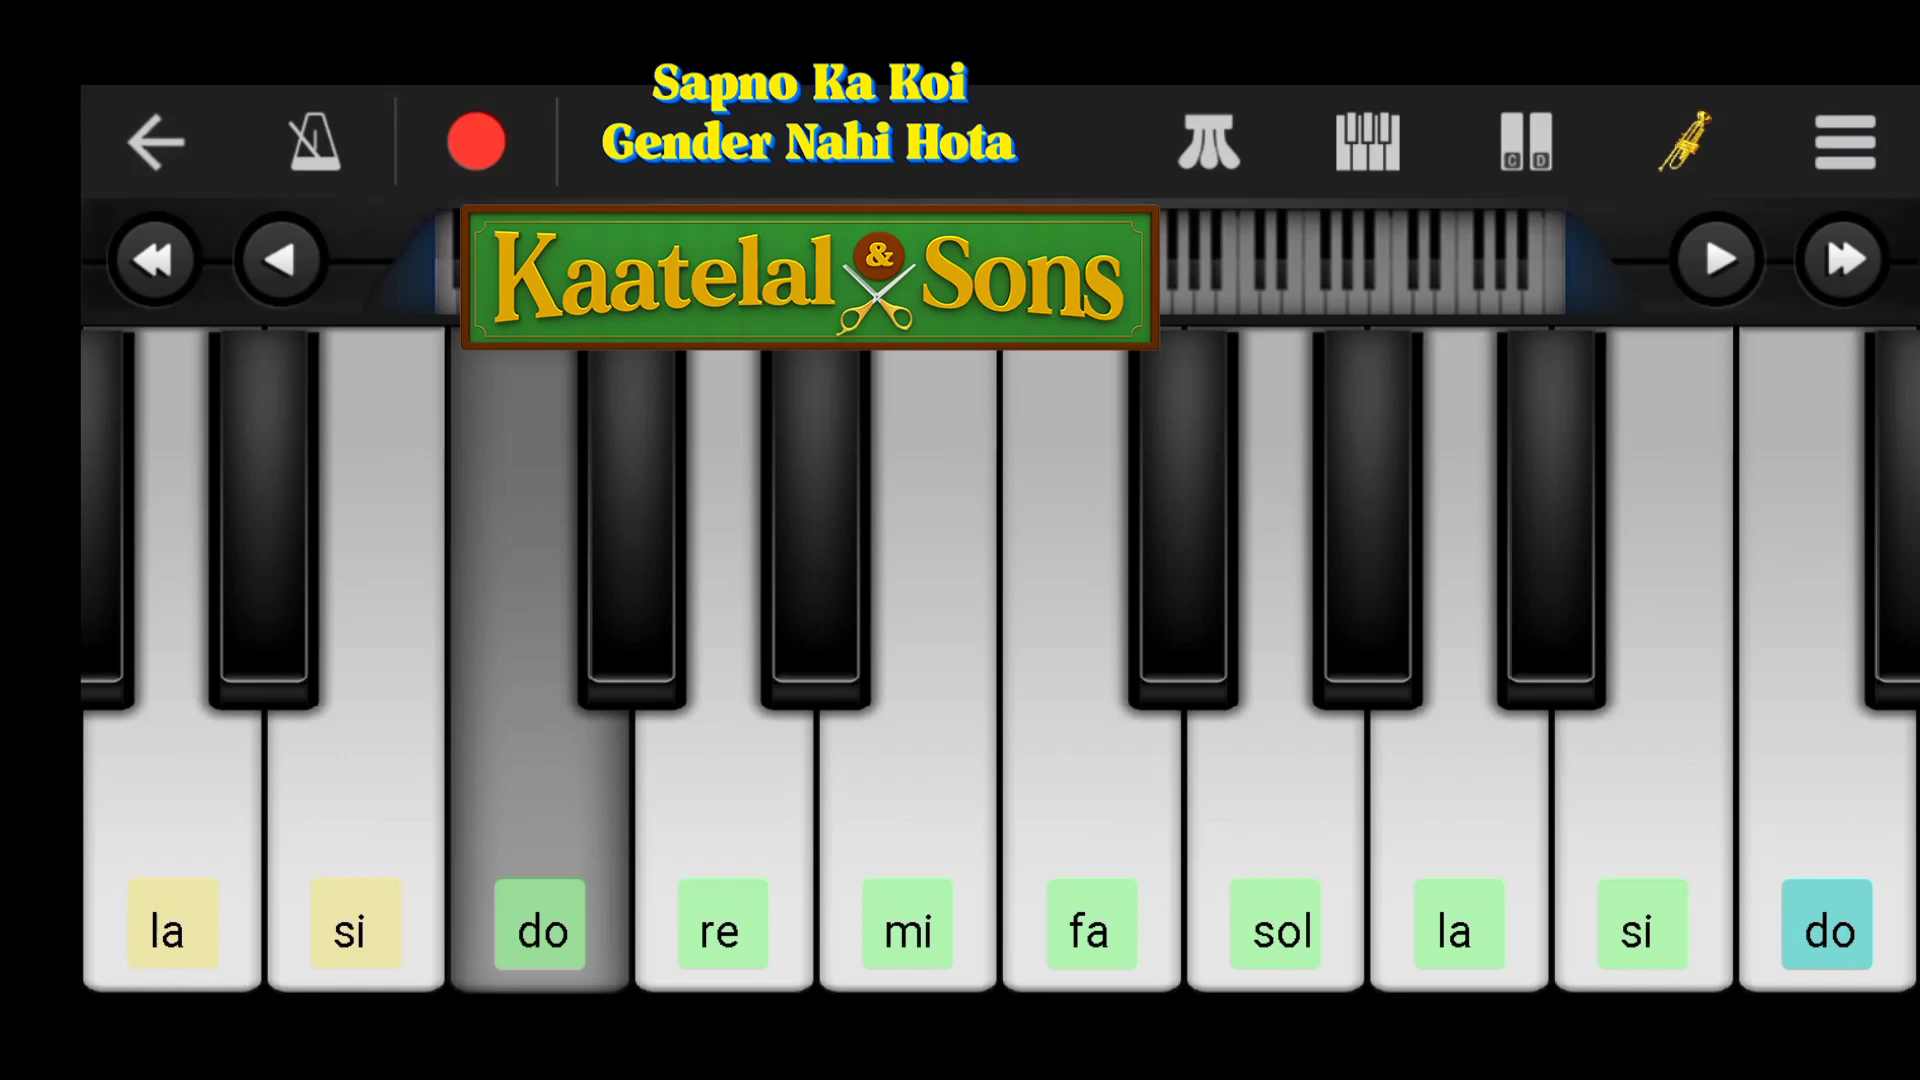 Sapno Ka Koi
Gender Nahi Hota
C D
Kaatelal & Sons
la si do re mi fa sol la si do